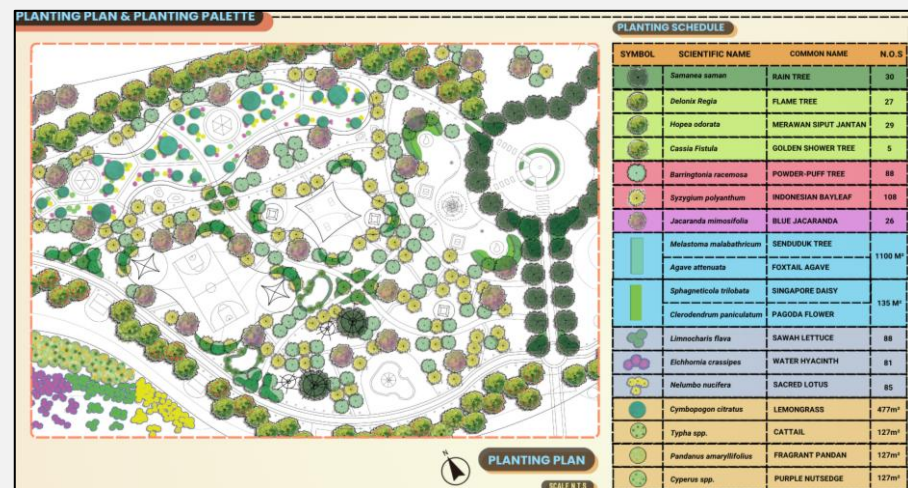 PLANTING PLAN & PLANTING PALETTE
PLANTING SCHEDULE
SYMBOL SCIENTIFIC NAME COMMON NAME N.O.S
Samanea saman RAIN TREE 30
Delonix Regia FLAME TREE 27
Hopea odorata MERAWAN SIPUT JANTAN 29
Cassia Fistula GOLDEN SHOWER TREE 5
Barringtonia racemosa POWDER-PUFF TREE 88
Syzygium polyanthum INDONESIAN BAYLEAF 108
Jacaranda mimosifolia BLUE JACARANDA 26
Melastoma malabathricum SENDUDUK TREE
1100 M²
Agave attenuata FOXTAIL AGAVE
Sphagneticola trilobata SINGAPORE DAISY
135 M²
Clerodendrum paniculatum PAGODA FLOWER
Limnocharis flava SAWAH LETTUCE 88
Eichhornia crassipes WATER HYACINTH 81
Nelumbo nucifera SACRED LOTUS 85
Cymbopogon citratus LEMONGRASS 477m²
Typha spp. CATTAIL 127m²
Pandanus amaryllifolius FRAGRANT PANDAN 127m²
Cyperus spp. PURPLE NUTSEDGE 127m²
N
PLANTING PLAN
SCALE N.T.S